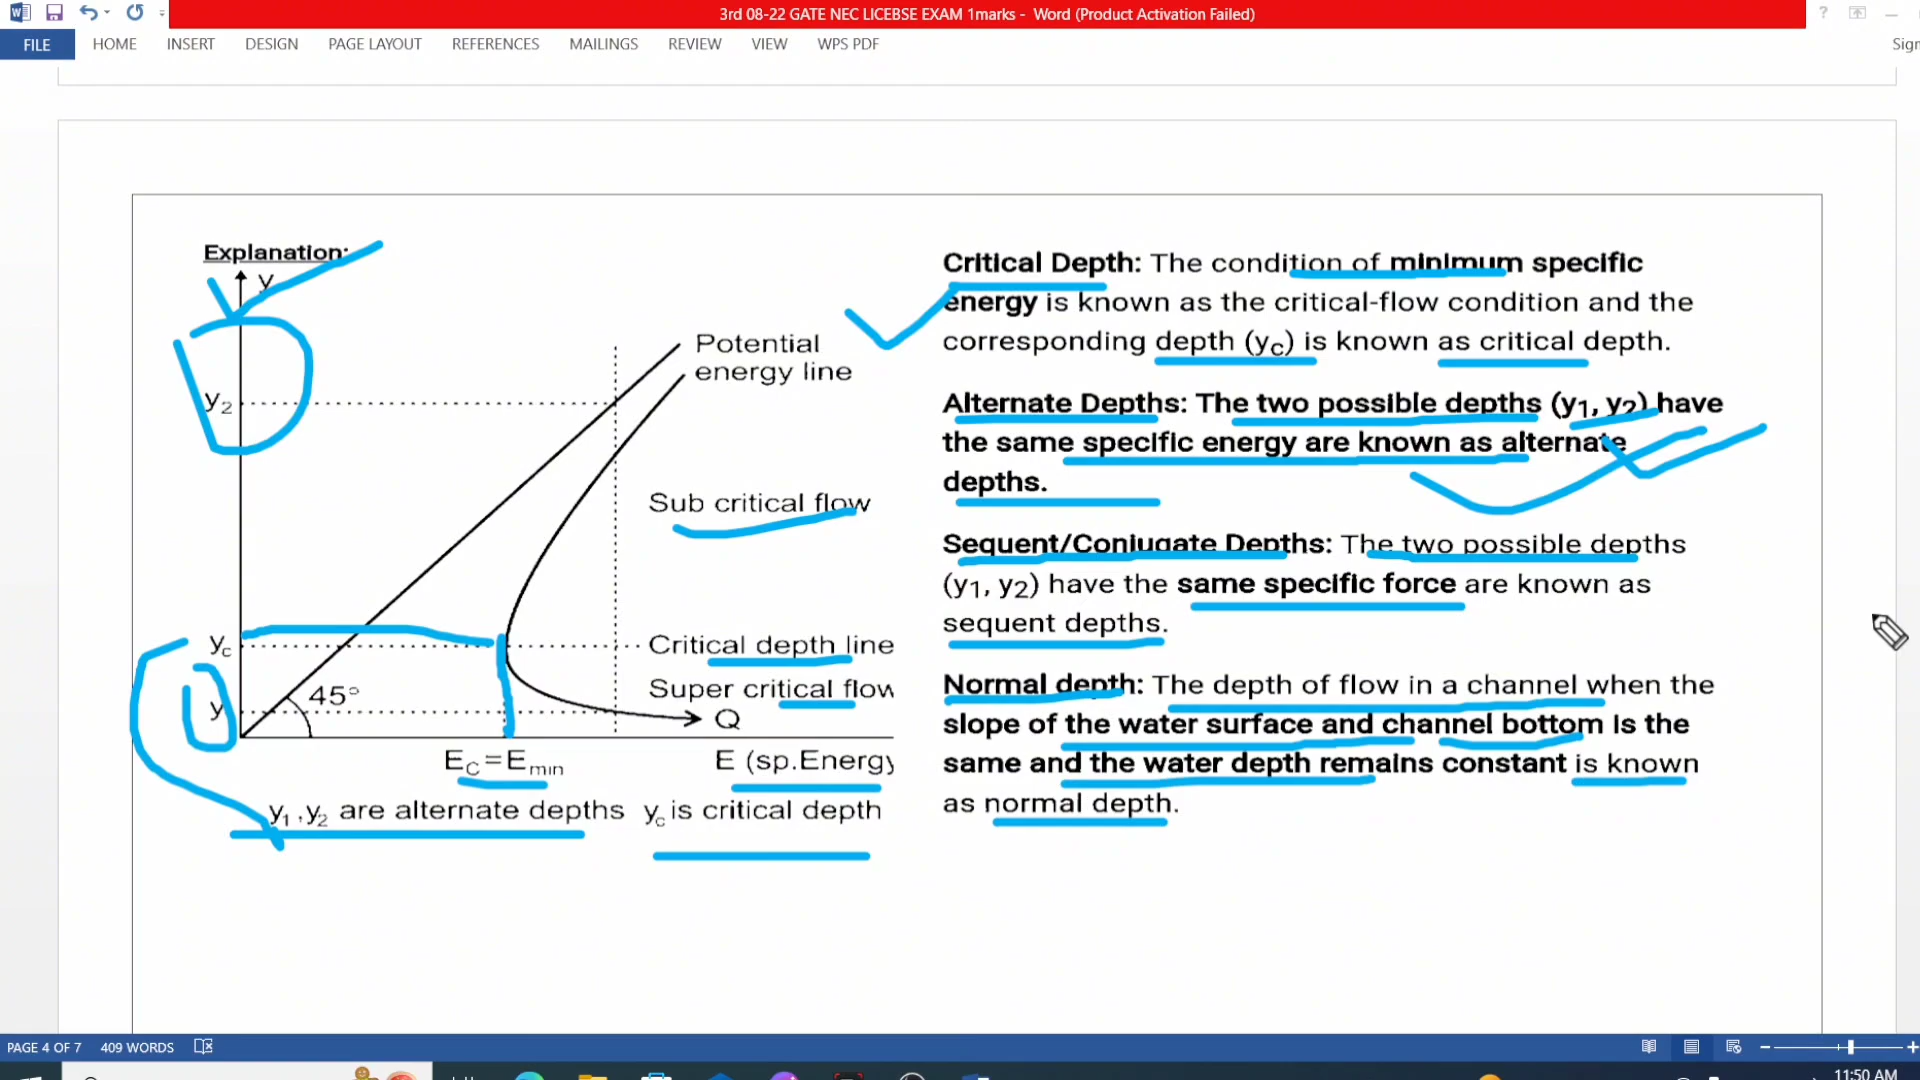 3rd 08-22 GATE NEC LICEBSE EXAM 1marks - Word (Product Activation Failed)
FILE HOME INSERT DESIGN PAGE LAYOUT REFERENCES MAILINGS REVIEW VIEW WPS PDF Sign
Explanation:
y
y2
Potential
energy line
Sub critical flow
yc
Critical depth line
Super critical flow
45°
y
Q
Ec=Emin
E (sp.Energy
y1 ,y2 are alternate depths yc is critical depth
Critical Depth: The condition of minimum specific
energy is known as the critical-flow condition and the
corresponding depth (yc) is known as critical depth.
Alternate Depths: The two possible depths (y1, y2) have
the same specific energy are known as alternate
depths.
Sequent/Conjugate Depths: The two possible depths
(y1, y2) have the same specific force are known as
sequent depths.
Normal depth: The depth of flow in a channel when the
slope of the water surface and channel bottom is the
same and the water depth remains constant is known
as normal depth.
PAGE 4 OF 7 409 WORDS
11:50 AM